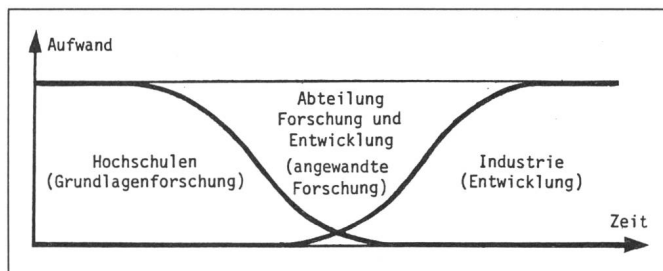 Aufwand
Abteilung
Forschung und
Entwicklung
(angewandte
Forschung)
Hochschulen
(Grundlagenforschung)
Industrie
(Entwicklung)
Zeit